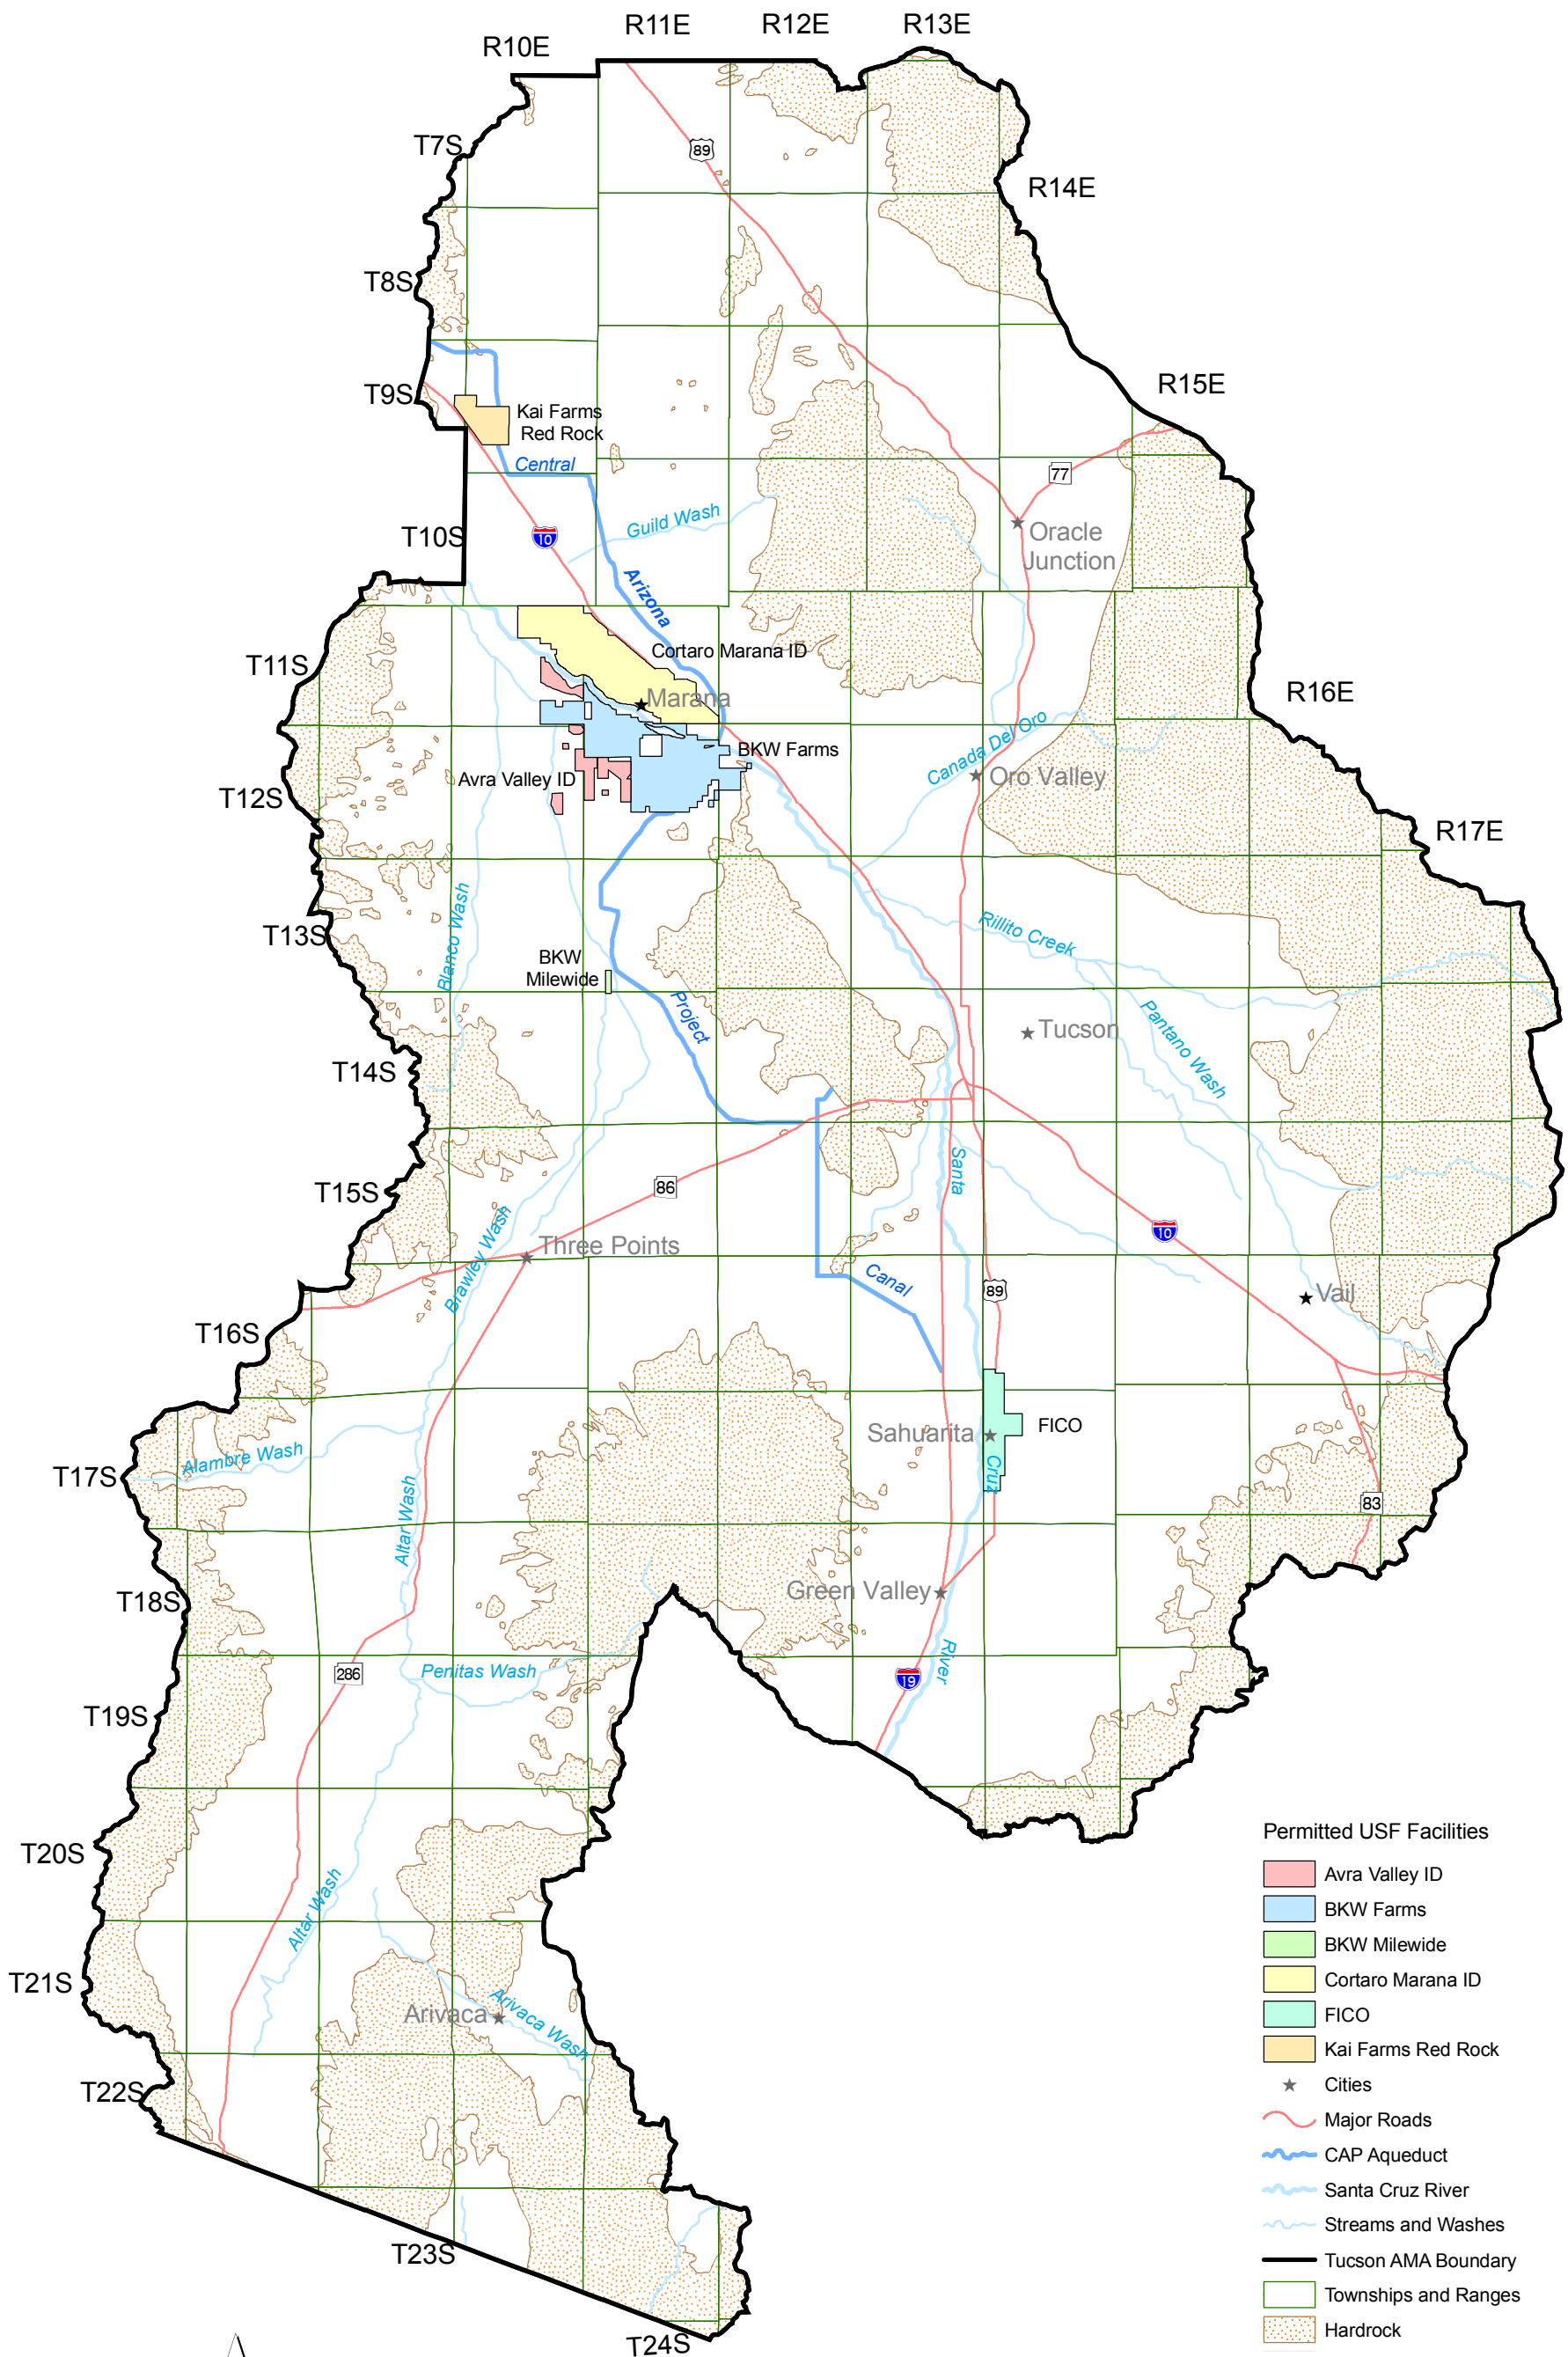 R10E
R11E
R12E
R13E
T7S
89
R14E
T8S
R15E
T9S
Kai Farms
Red Rock
Central
77
Guild Wash
T10S
10
Oracle
Junction
Arizona
Cortaro Marana ID
T11S
R16E
Marana
Canada Del Oro
BKW Farms
Avra Valley ID
Oro Valley
T12S
R17E
Blanco Wash
Rillito Creek
T13S
BKW
Milewide
Project
Tucson
Pantano Wash
T14S
Santa
T15S
86
10
Brawley Wash
Three Points
Canal
89
Vail
T16S
Sahuarita
FICO
Alambre Wash
T17S
Cruz
83
Altar Wash
Green Valley
T18S
River
Penitas Wash
286
19
T19S
Permitted USF Facilities
T20S
Avra Valley ID
BKW Farms
Altar Wash
BKW Milewide
T21S
Cortaro Marana ID
Arivaca
Arivaca Wash
FICO
Kai Farms Red Rock
T22S
Cities
Major Roads
CAP Aqueduct
Santa Cruz River
Streams and Washes
T23S
Tucson AMA Boundary
Townships and Ranges
Hardrock
T24S